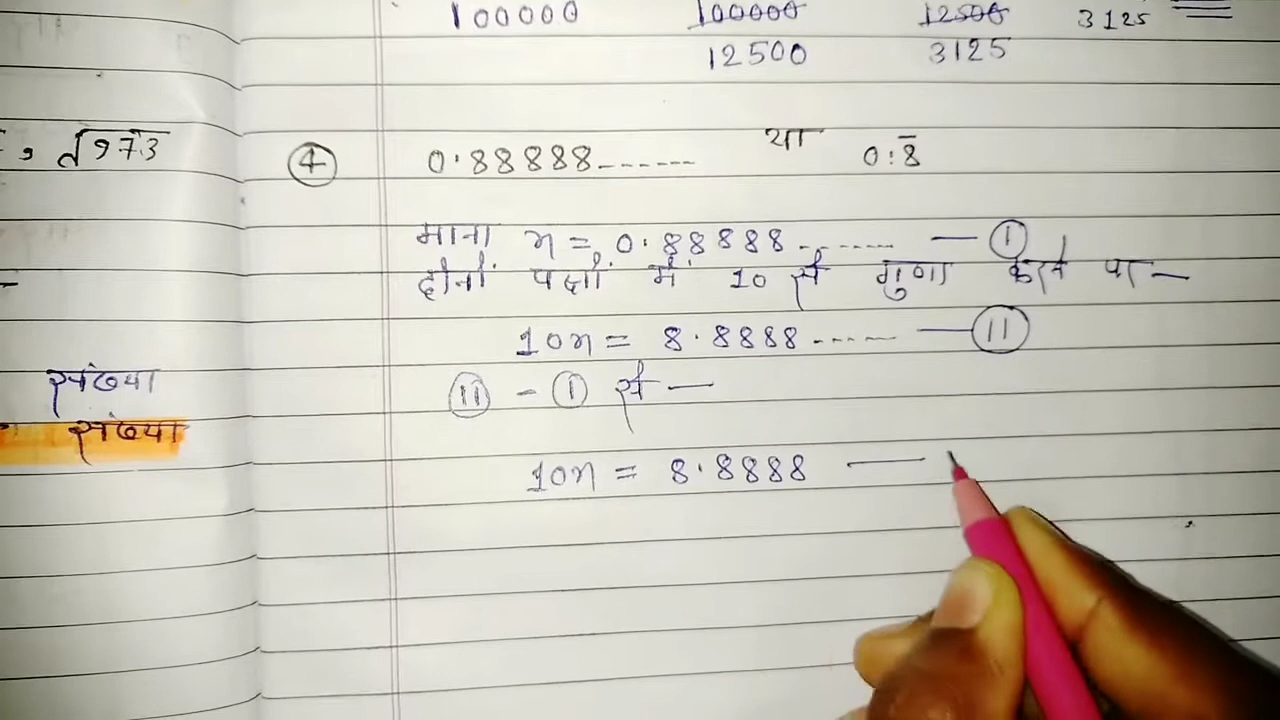 100000 100000 12500 3125
12500 3125
, √973
④ 0.88888------ या 0.8̅
माना x = 0.88888....... — ①
दोनों पक्षों में 10 से गुणा करने पर —
10x = 8.8888...... — ⑪
⑪ - ① से —
संख्या
संख्या
10x = 8.8888 —